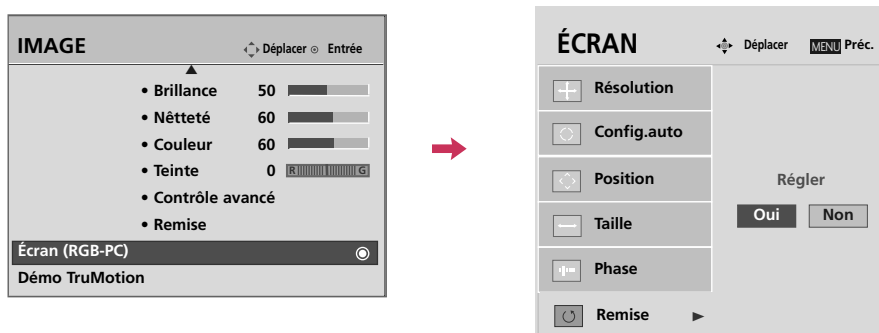 IMAGE
Déplacer Entrée
• Brillance 50
• Nêtteté 60
• Couleur 60
• Teinte 0 R G
• Contrôle avancé
• Remise
Écran (RGB-PC)
Démo TruMotion
ÉCRAN
Déplacer MENU Préc.
Résolution
Config.auto
Position
Taille
Phase
Remise
Régler
Oui Non